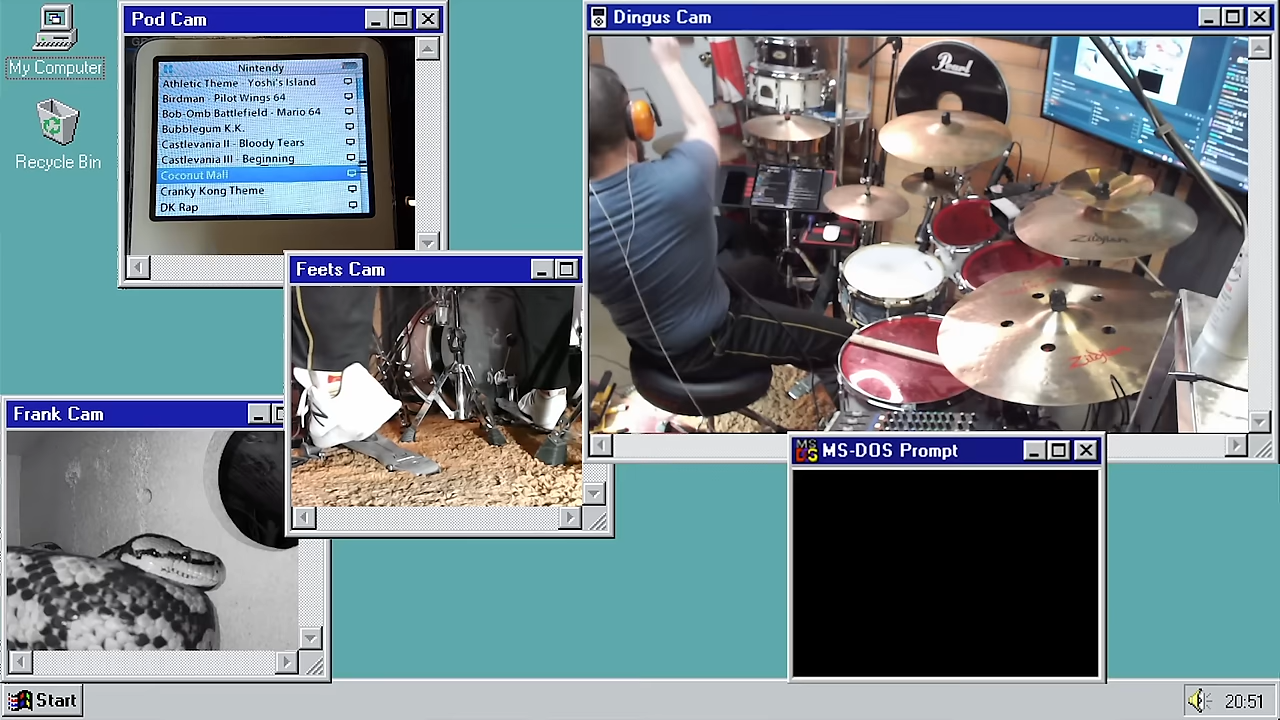 Pod Cam
Nintendy
Athletic Theme - Yoshi's Island
Birdman - Pilot Wings 64
Bob-Omb Battlefield - Mario 64
Bubblegum K.K.
Castlevania II - Bloody Tears
Castlevania III - Beginning
Coconut Mall
Cranky Kong Theme
DK Rap
My Computer
Recycle Bin
Dingus Cam
Pearl
Zildjian
Zildjian
Feets Cam
Frank Cam
MS-DOS Prompt
Start
20:51